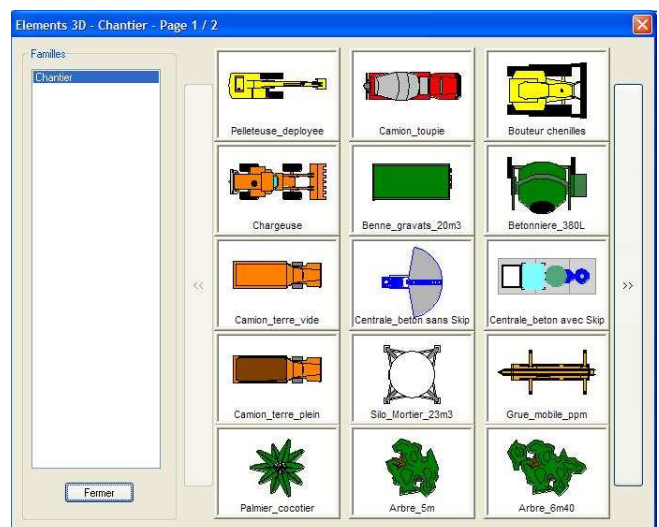 Elements 3D - Chantier - Page 1 / 2
Familles
Chantier
Fermer
<<
Pelleteuse_deployee
Camion_toupie
Bouteur chenilles
Chargeuse
Benne_gravats_20m3
Betonniere_380L
Camion_terre_vide
Centrale_beton sans Skip
Centrale_beton avec Skip
Camion_terre_plein
Silo_Mortier_23m3
Grue_mobile_ppm
Palmier_cocotier
Arbre_5m
Arbre_6m40
>>